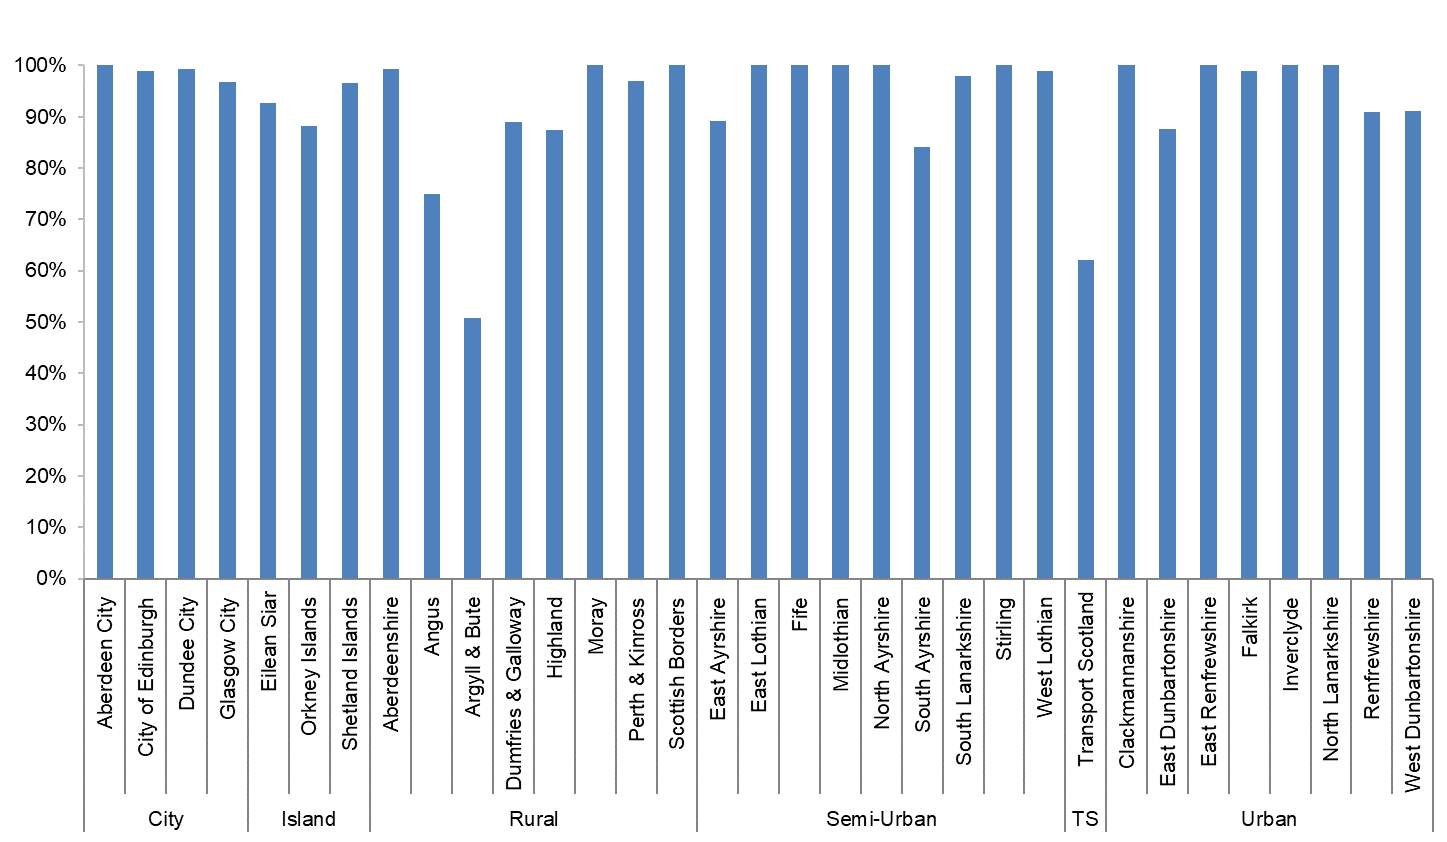 100%
90%
80%
70%
60%
50%
40%
30%
20%
10%
0%
Aberdeen City
City of Edinburgh
Dundee City
Glasgow City
Eilean Siar
Orkney Islands
Shetland Islands
Aberdeenshire
Angus
Argyll & Bute
Dumfries & Galloway
Highland
Moray
Perth & Kinross
Scottish Borders
East Ayrshire
East Lothian
Fife
Midlothian
North Ayrshire
South Ayrshire
South Lanarkshire
Stirling
West Lothian
Transport Scotland
Clackmannanshire
East Dunbartonshire
East Renfrewshire
Falkirk
Inverclyde
North Lanarkshire
Renfrewshire
West Dunbartonshire
City
Island
Rural
Semi-Urban
TS
Urban